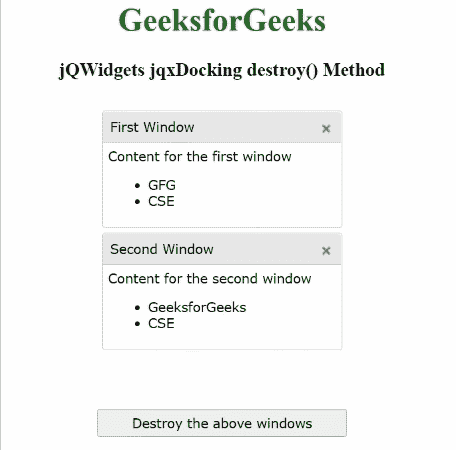 GeeksforGeeks
jQWidgets jqxDocking destroy() Method
First Window
Content for the first window
GFG
CSE
Second Window
Content for the second window
GeeksforGeeks
CSE
Destroy the above windows